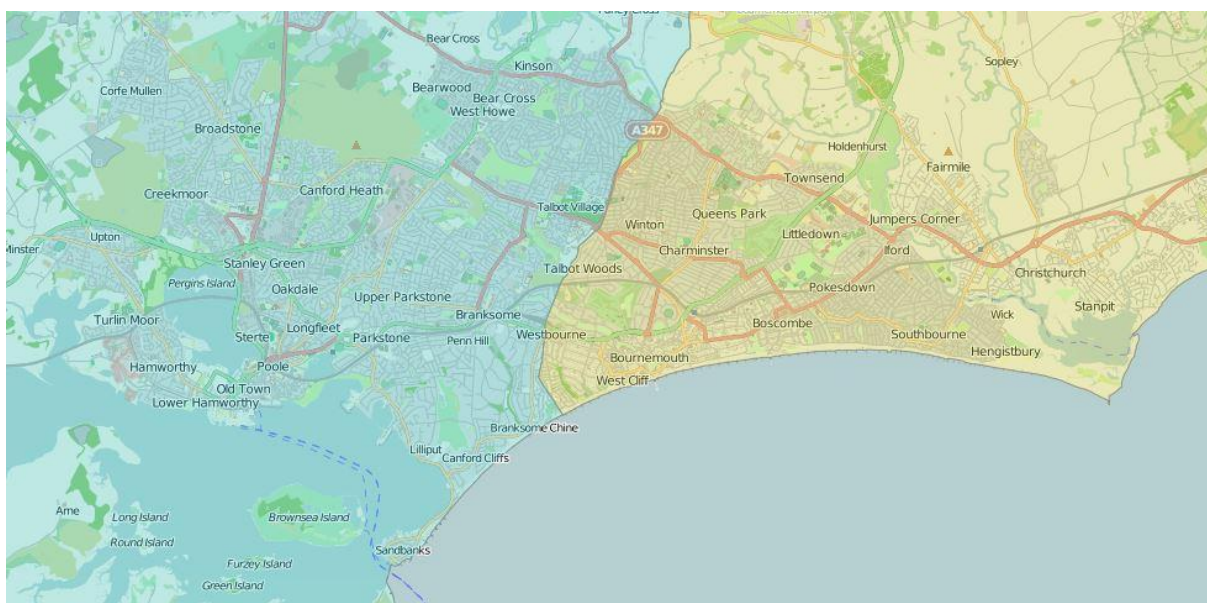 Bear Cross
Kinson
Sopley
Corfe Mullen
Bearwood
Bear Cross
West Howe
Broadstone
A347
Holdenhurst
Fairmile
Townsend
Creekmoor
Canford Heath
Talbot Village
Queens Park
Jumpers Corner
Winton
Littledown
Upton
Minster
Charminster
Iford
Stanley Green
Talbot Woods
Christchurch
Pergins Island
Oakdale
Upper Parkstone
Pokesdown
Stanpit
Turlin Moor
Longfleet
Branksome
Boscombe
Wick
Sterte
Parkstone
Penn Hill
Westbourne
Southbourne
Hengistbury
Hamworthy
Poole
Bournemouth
Old Town
West Cliff
Lower Hamworthy
Branksome Chine
Lilliput
Canford Cliffs
Arne
Long Island
Brownsea Island
Round Island
Sandbanks
Furzey Island
Green Island